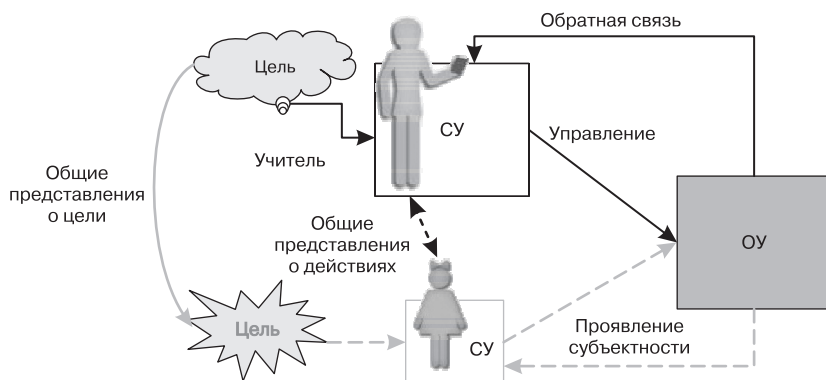 Обратная связь
Цель
СУ
Управление
Учитель
Общие
представления
о цели
Общие
представления
о действиях
ОУ
Цель
СУ
Проявление
субъектности